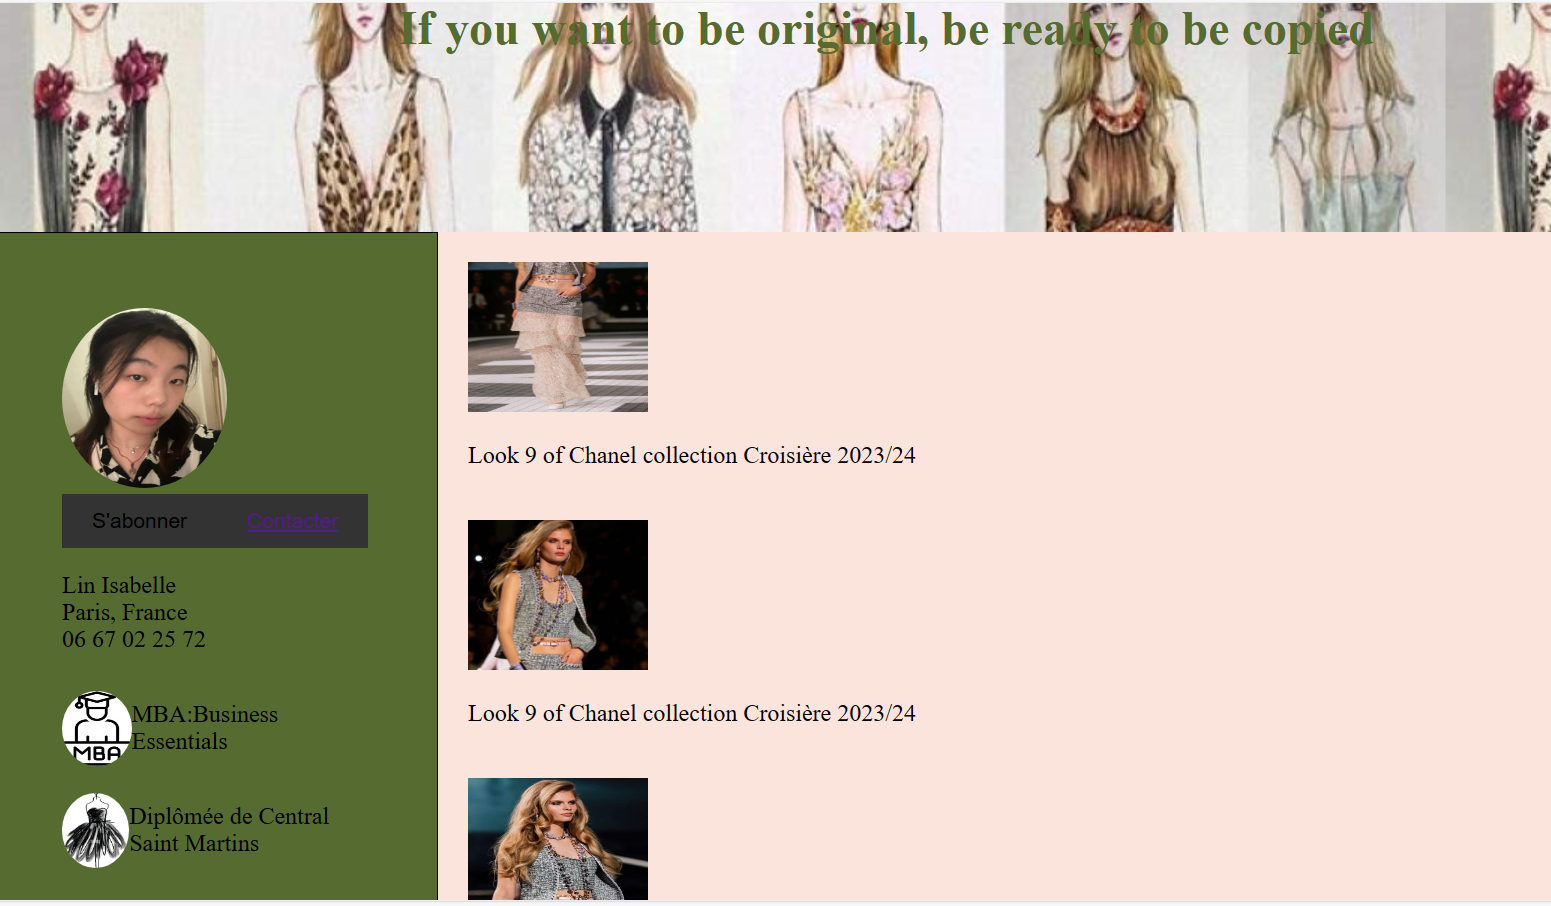 If you want to be original, be ready to be copied
S'abonner Contacter
Lin Isabelle
Paris, France
06 67 02 25 72
MBA
MBA:Business
Essentials
Diplômée de Central
Saint Martins
Look 9 of Chanel collection Croisière 2023/24
Look 9 of Chanel collection Croisière 2023/24